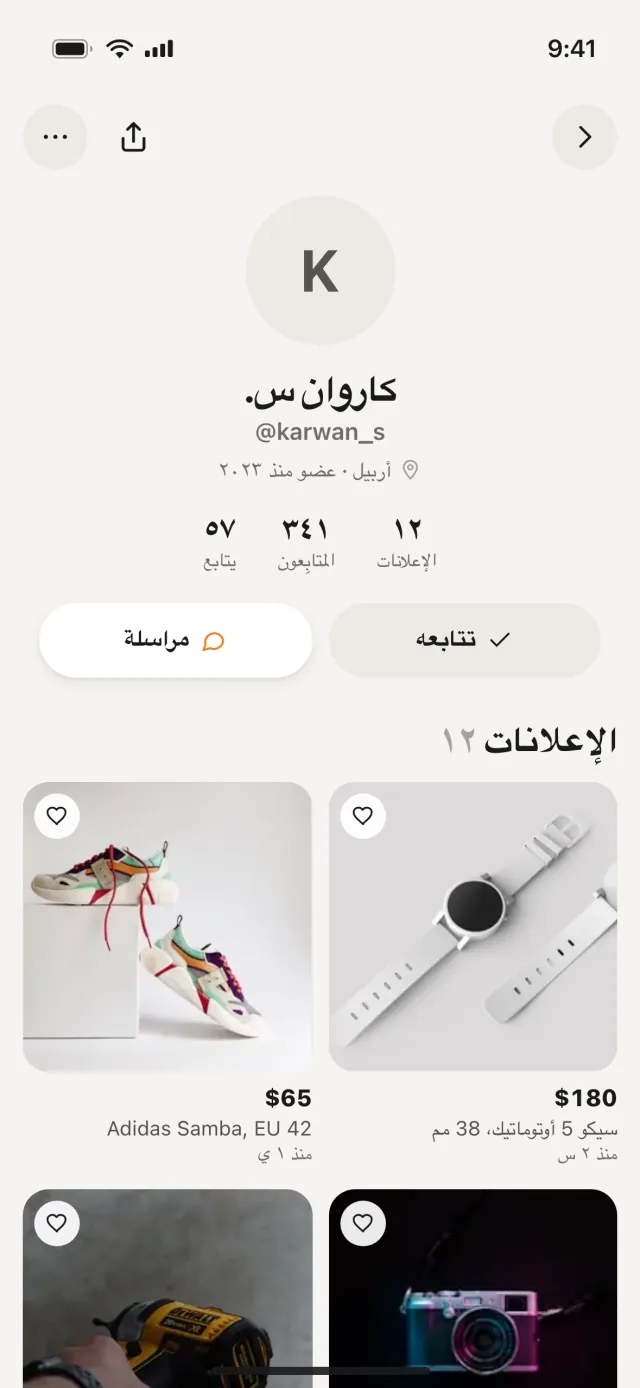 9:41
K
كاروان س.
@karwan_s
أربيل · عضو منذ ٢٠٢٣
١٢ ٣٤١ ٥٧
الإعلانات المتابِعون يتابع
تتابعه مراسلة
الإعلانات ١٢
$180 $65
سيكو 5 أوتوماتيك، 38 مم Adidas Samba, EU 42
منذ ٢ س منذ ١ ي
DEWALT